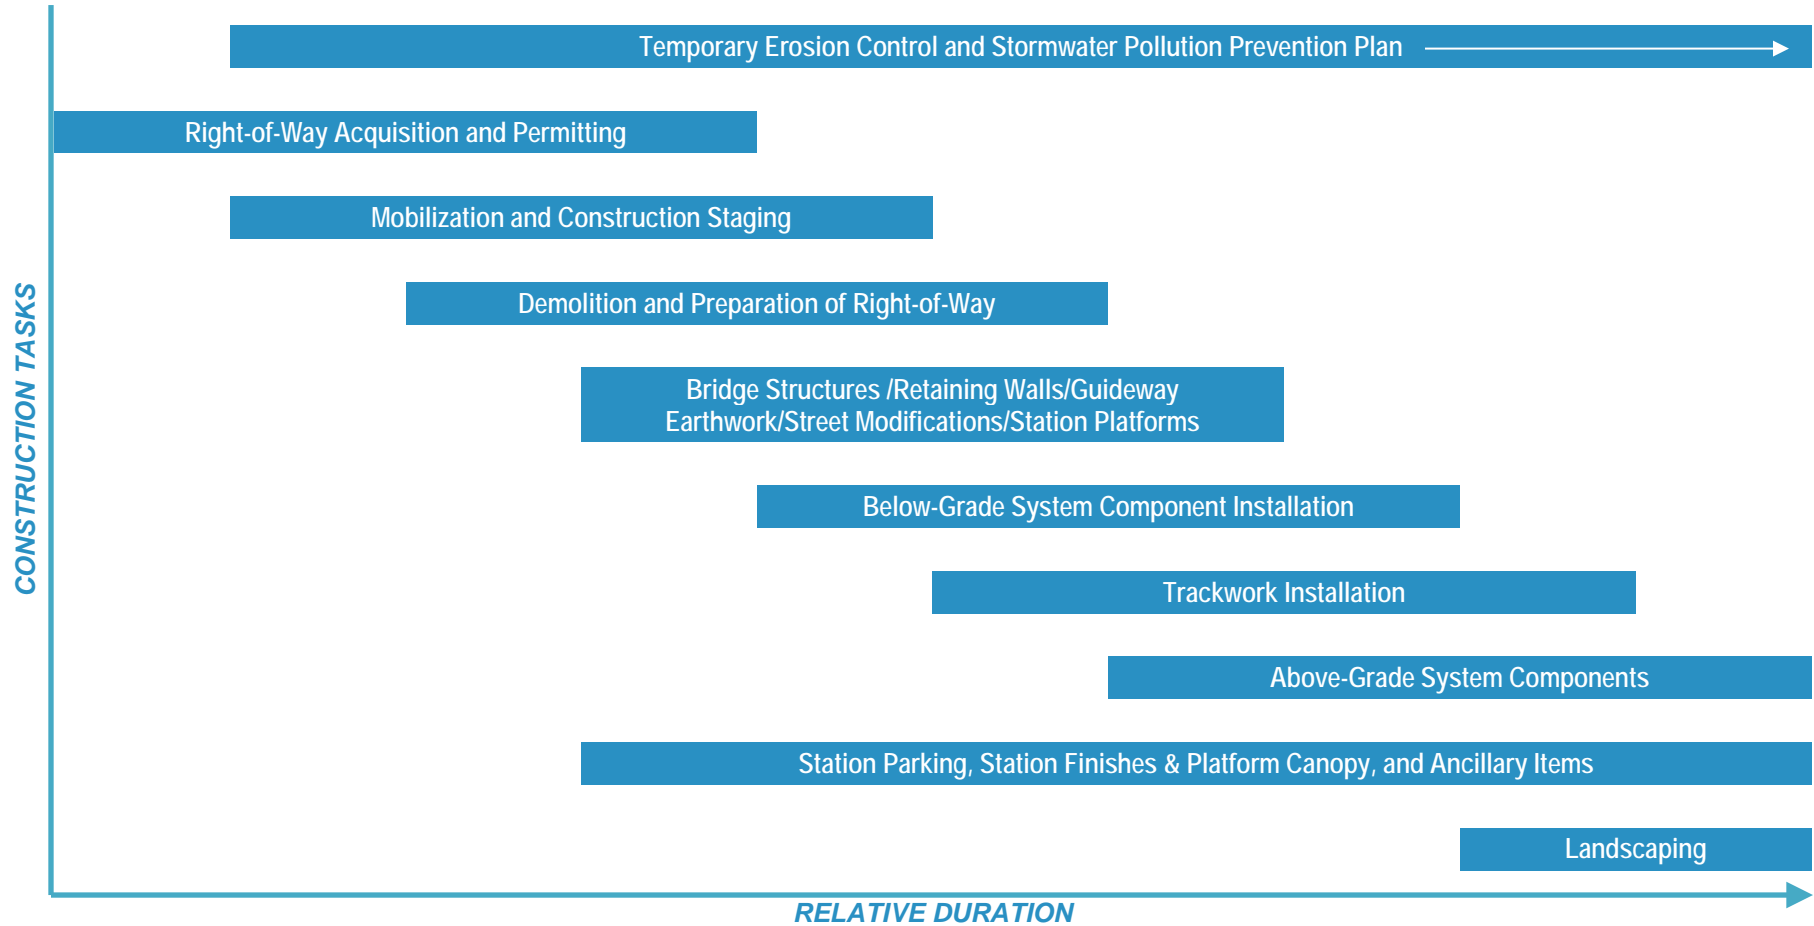 Temporary Erosion Control and Stormwater Pollution Prevention Plan
Right-of-Way Acquisition and Permitting
Mobilization and Construction Staging
Demolition and Preparation of Right-of-Way
Bridge Structures /Retaining Walls/Guideway
Earthwork/Street Modifications/Station Platforms
Below-Grade System Component Installation
Trackwork Installation
Above-Grade System Components
Station Parking, Station Finishes & Platform Canopy, and Ancillary Items
Landscaping
CONSTRUCTION TASKS
RELATIVE DURATION